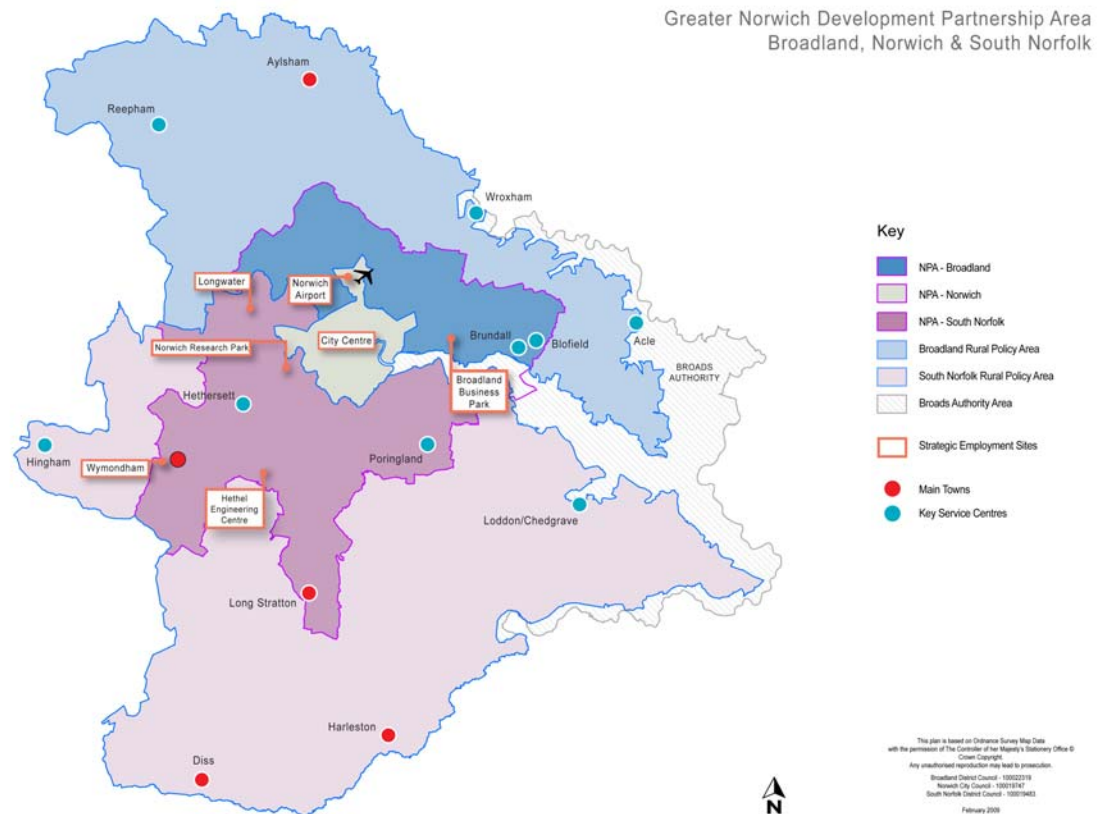 Greater Norwich Development Partnership Area
Broadland, Norwich & South Norfolk
Aylsham
Reepham
Wroxham
Longwater
Norwich
Airport
Norwich Research Park
City Centre
Brundall
Blofield
Acle
BROADS
AUTHORITY
Broadland
Business
Park
Hethersett
Hingham
Wymondham
Poringland
Hethel
Engineering
Centre
Loddon/Chedgrave
Long Stratton
Harleston
Diss
Key
NPA - Broadland
NPA - Norwich
NPA - South Norfolk
Broadland Rural Policy Area
South Norfolk Rural Policy Area
Broads Authority Area
Strategic Employment Sites
Main Towns
Key Service Centres
N
This plan is based on Ordnance Survey Map Data
with the permission of The Controller of her Majesty's Stationery Office ©
Crown Copyright.
Any unauthorised reproduction may lead to prosecution.
Broadland District Council - 100022319
Norwich City Council - 100019747
South Norfolk District Council - 100019483
February 2009